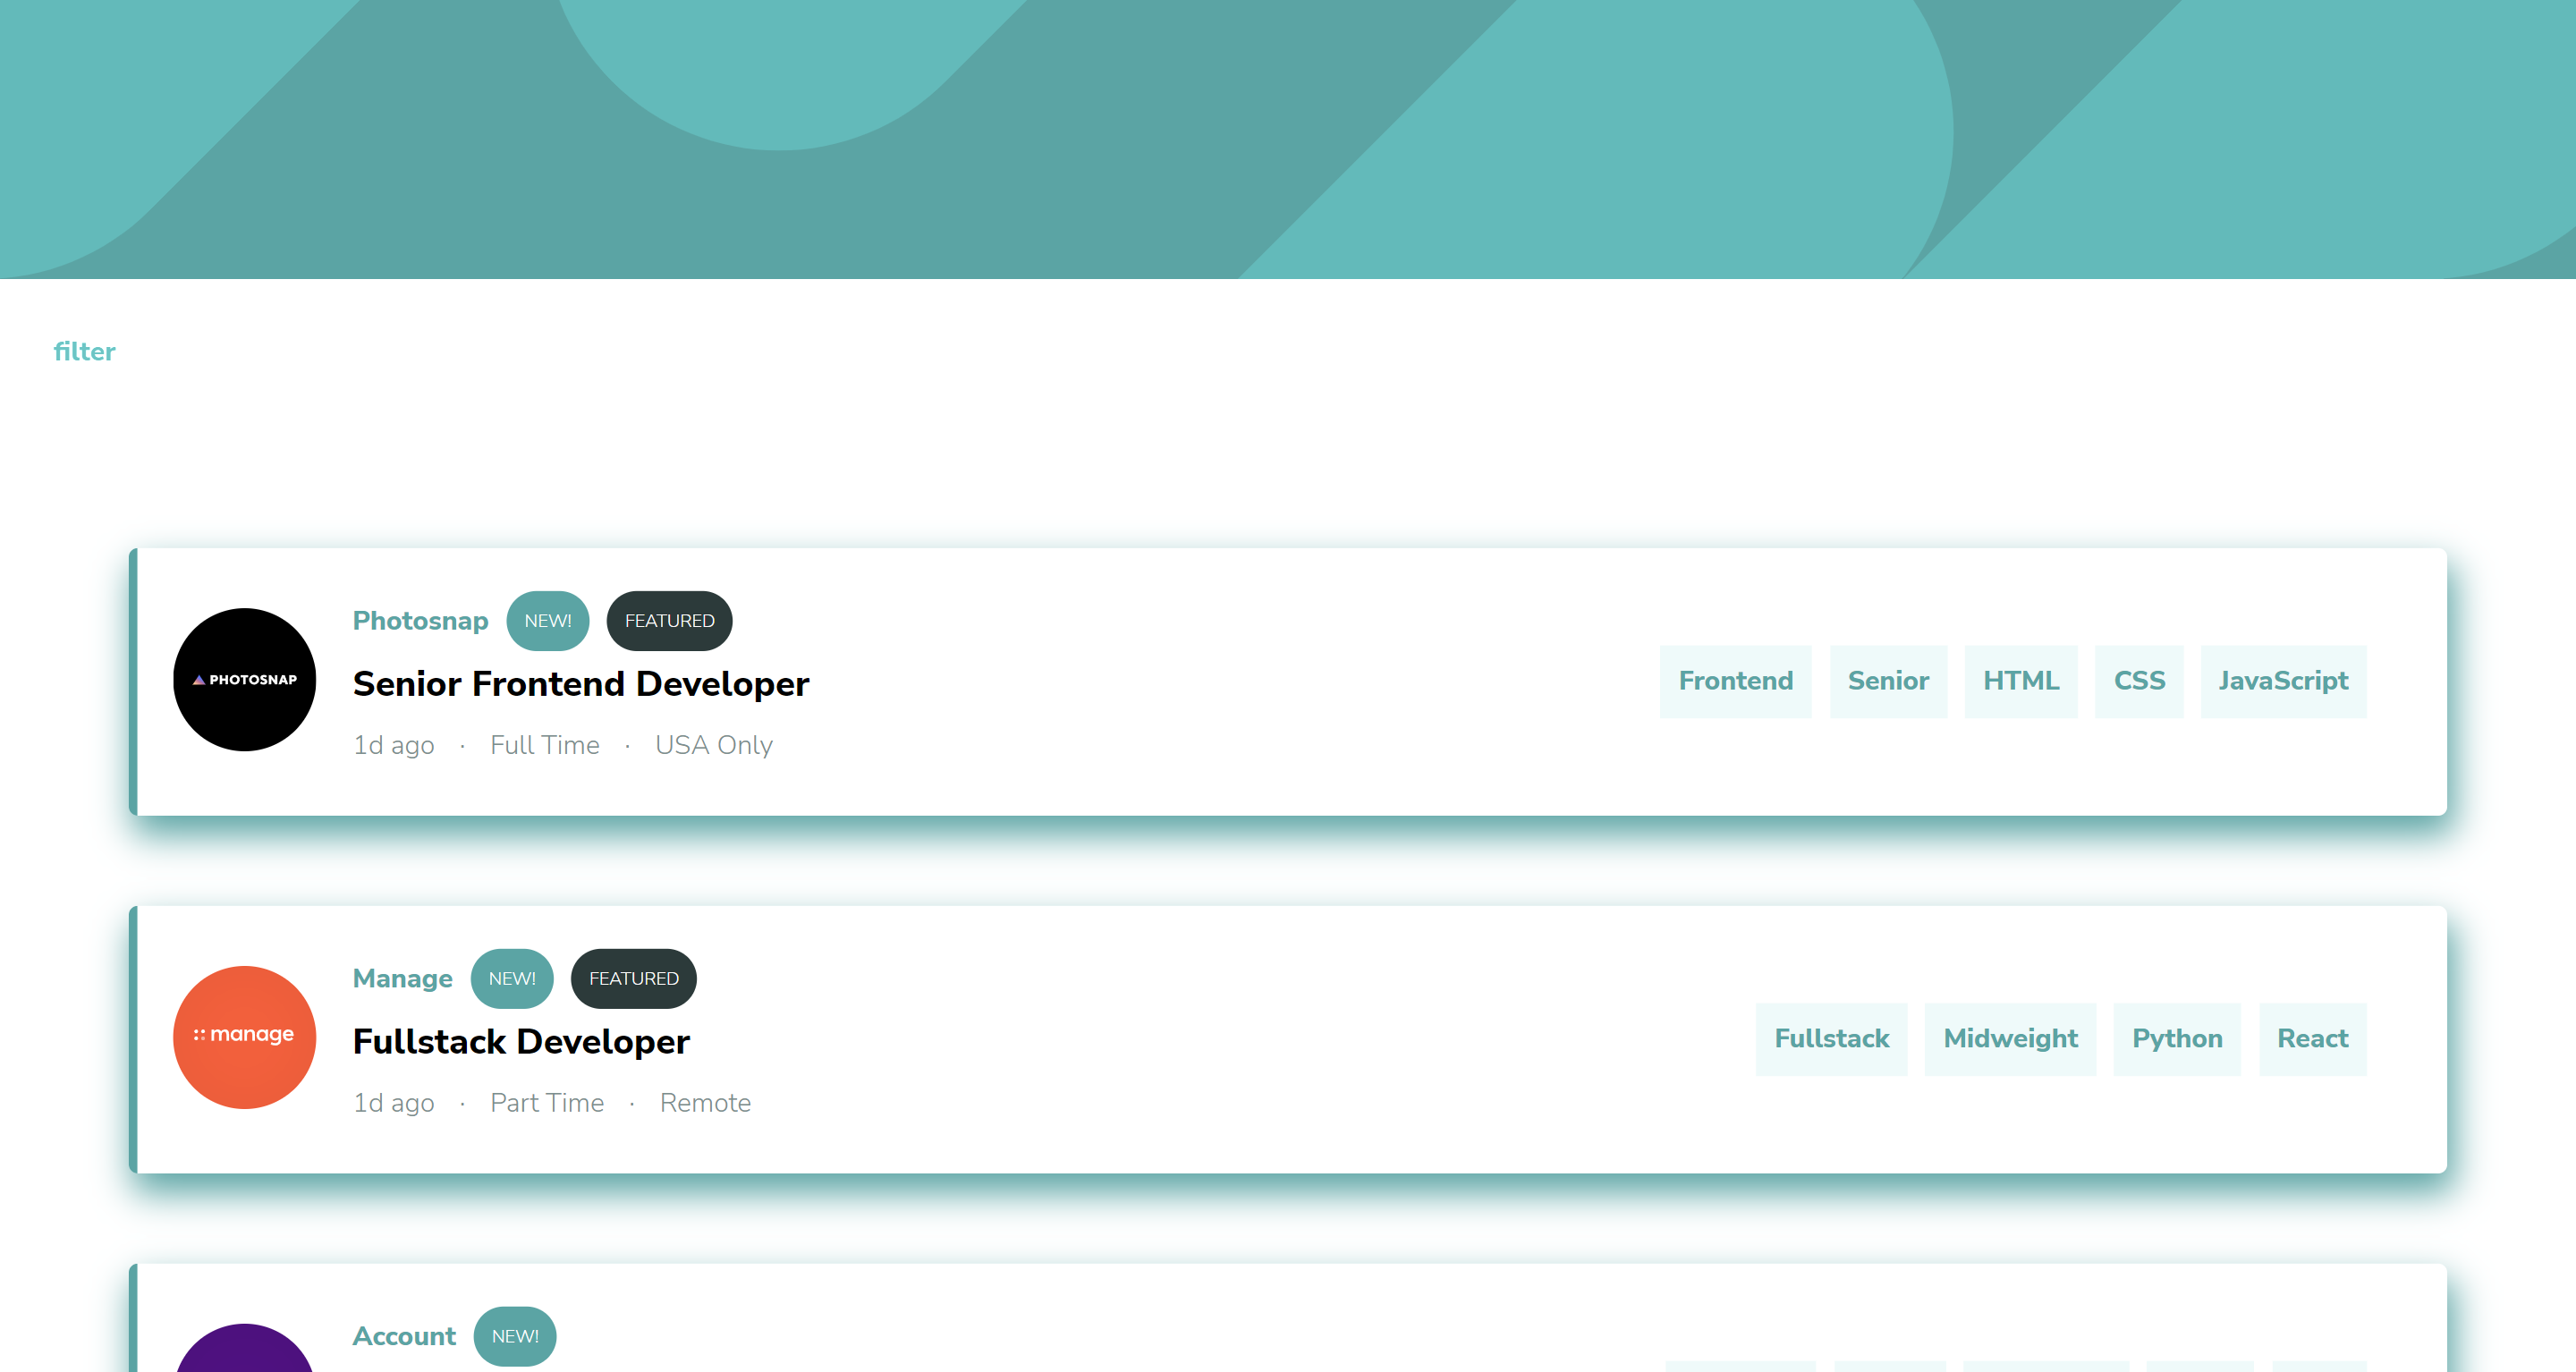 filter
PHOTOSNAP
Photosnap NEW! FEATURED
Senior Frontend Developer
1d ago · Full Time · USA Only
Frontend Senior HTML CSS JavaScript
manage
Manage NEW! FEATURED
Fullstack Developer
1d ago · Part Time · Remote
Fullstack Midweight Python React
Account NEW!